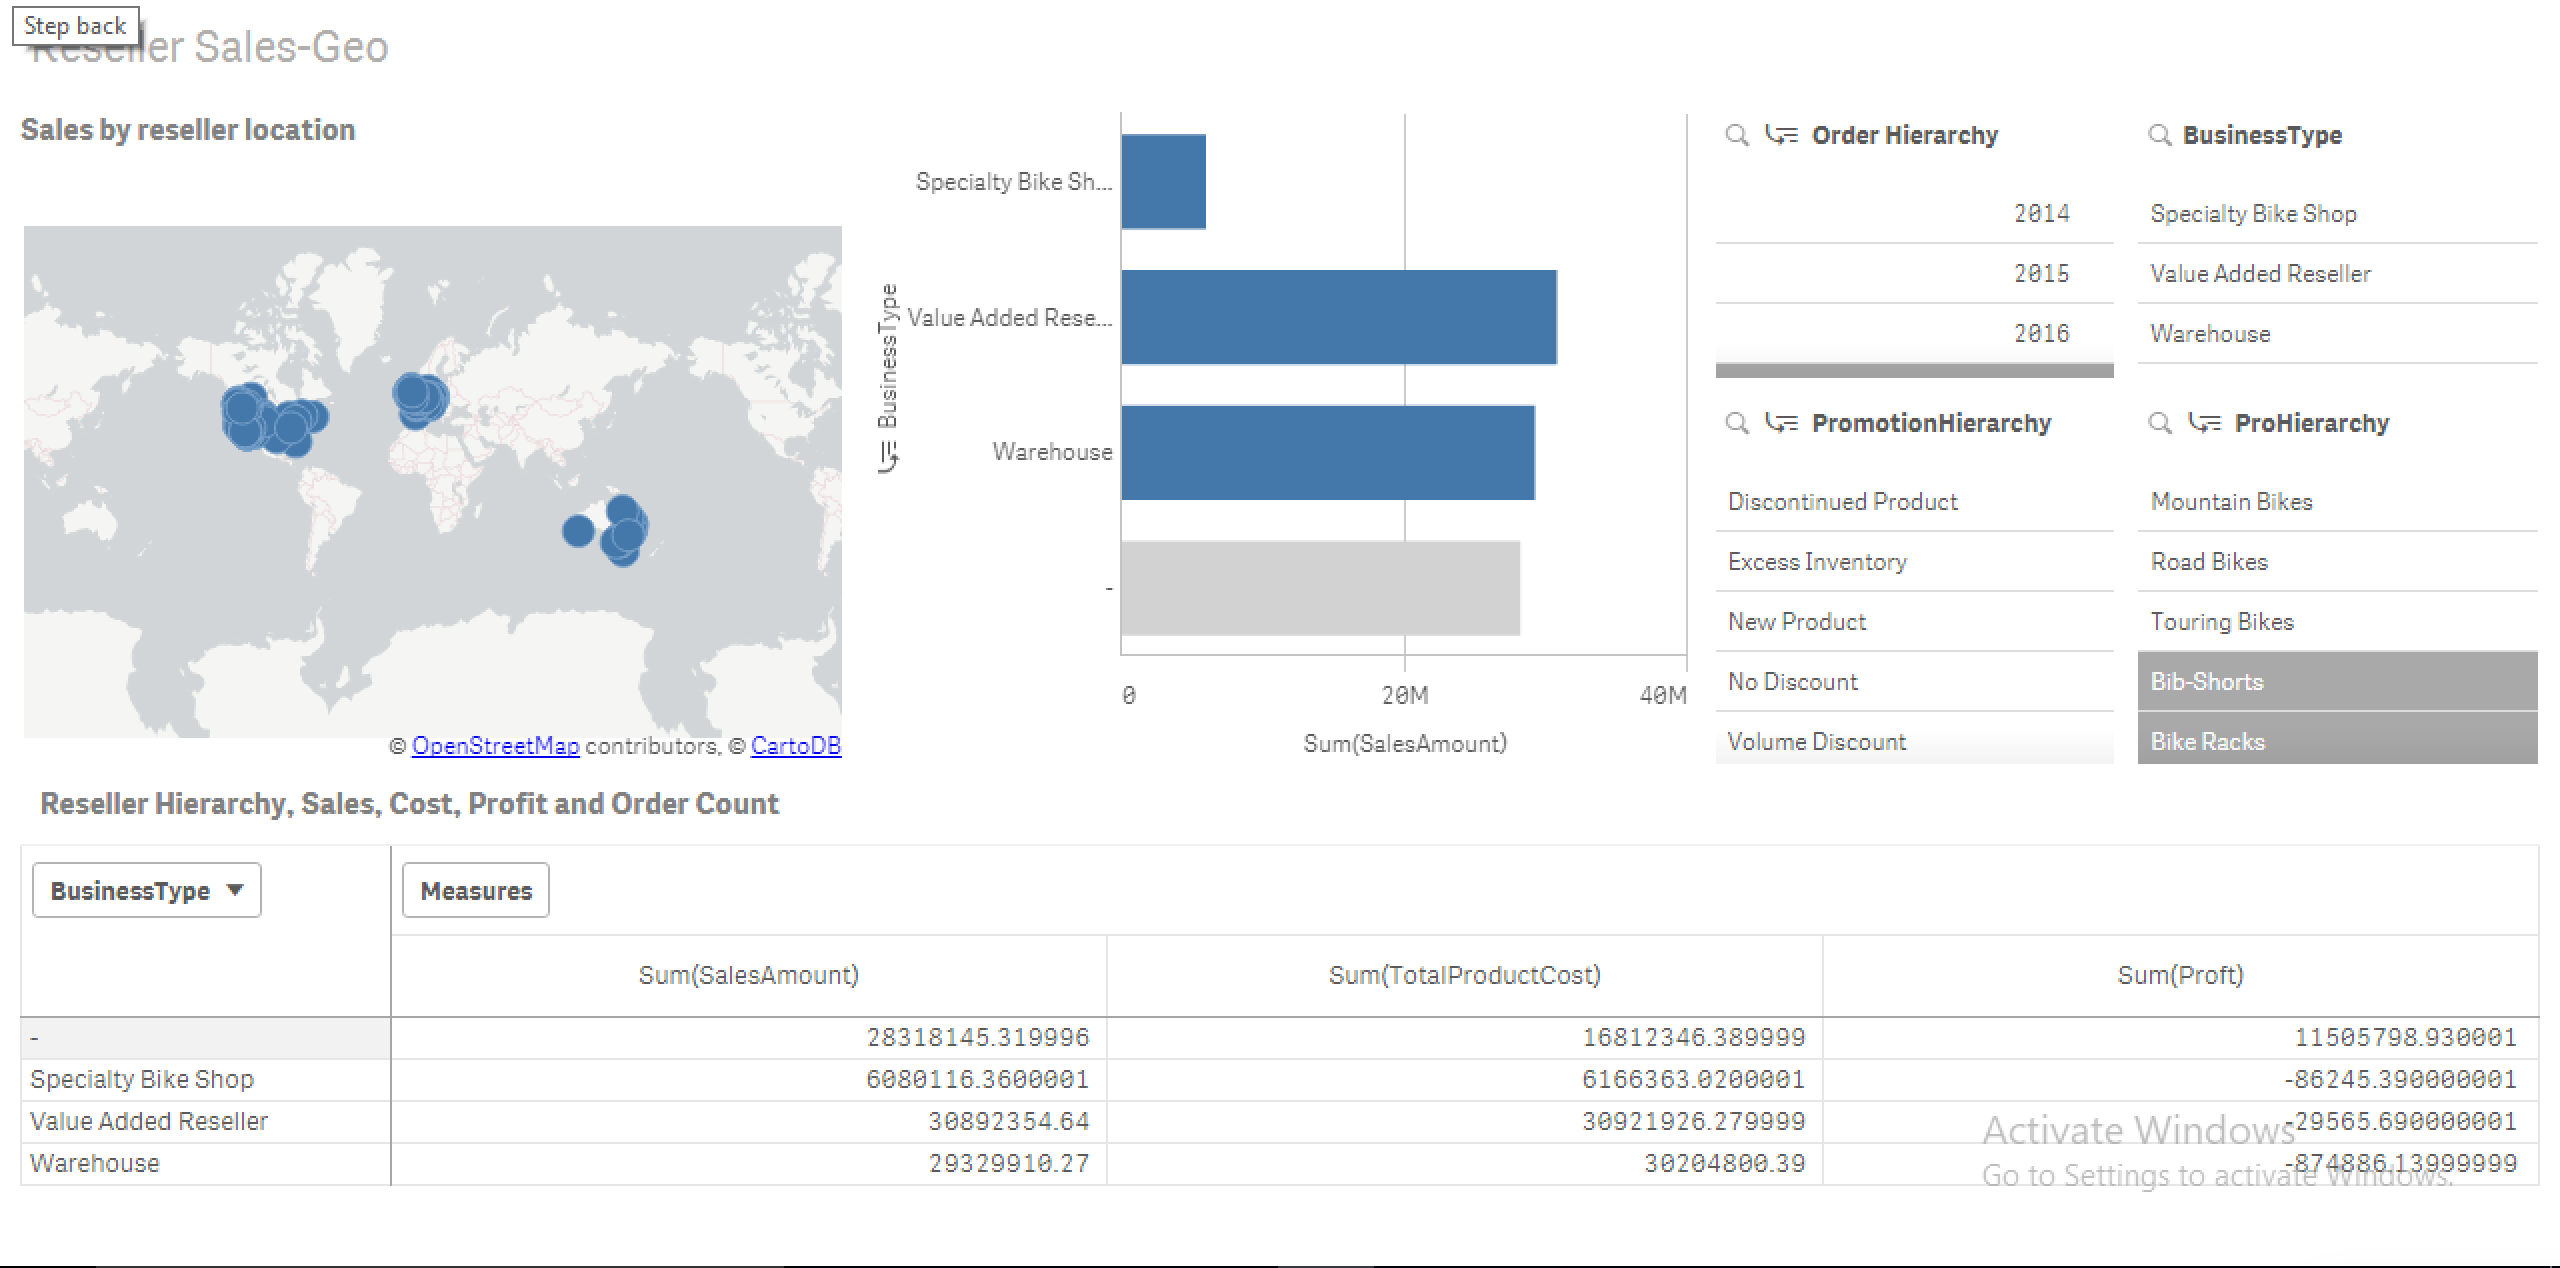 Step back
Reseller Sales-Geo
Sales by reseller location
© OpenStreetMap contributors, © CartoDB
BusinessType
Specialty Bike Sh...
Value Added Rese...
Warehouse
-
0 20M 40M
Sum(SalesAmount)
Order Hierarchy
2014
2015
2016
BusinessType
Specialty Bike Shop
Value Added Reseller
Warehouse
PromotionHierarchy
Discontinued Product
Excess Inventory
New Product
No Discount
Volume Discount
ProHierarchy
Mountain Bikes
Road Bikes
Touring Bikes
Bib-Shorts
Bike Racks
Reseller Hierarchy, Sales, Cost, Profit and Order Count
BusinessType Measures
Sum(SalesAmount) Sum(TotalProductCost) Sum(Proft)
- 28318145.319996 16812346.389999 11505798.930001
Specialty Bike Shop 6080116.3600001 6166363.0200001 -86245.390000001
Value Added Reseller 30892354.64 30921926.279999 -29565.690000001
Warehouse 29329910.27 30204800.39 -874886.13999999
Activate Windows
Go to Settings to activate Windows.